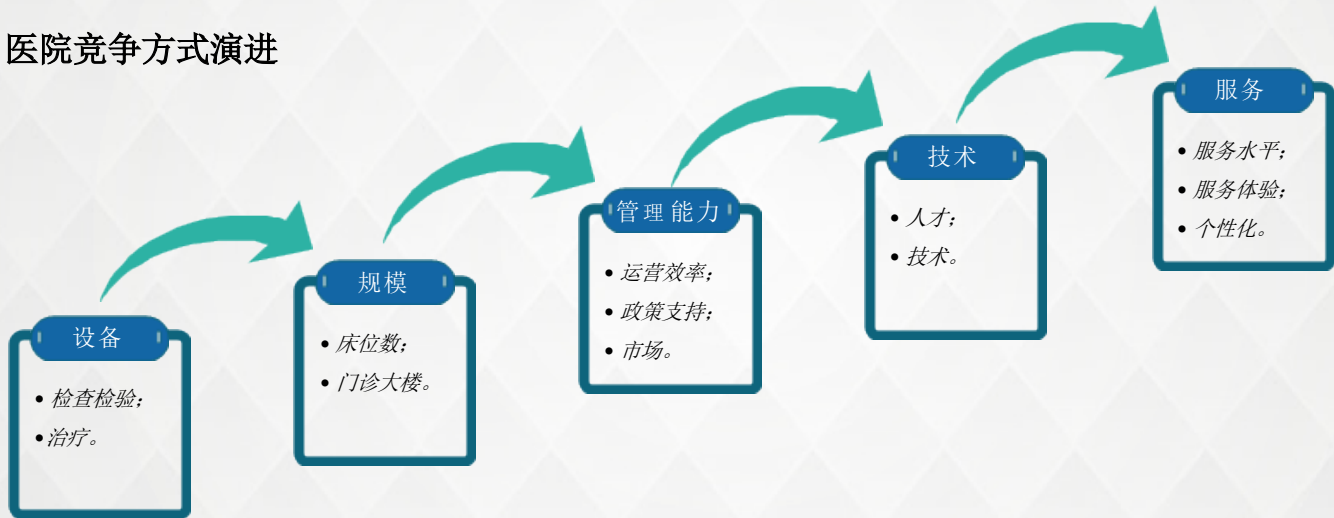 医院竞争方式演进
设备
• 检查检验；
• 治疗。
规模
• 床位数；
• 门诊大楼。
管理能力
• 运营效率；
• 政策支持；
• 市场。
技术
• 人才；
• 技术。
服务
• 服务水平；
• 服务体验；
• 个性化。